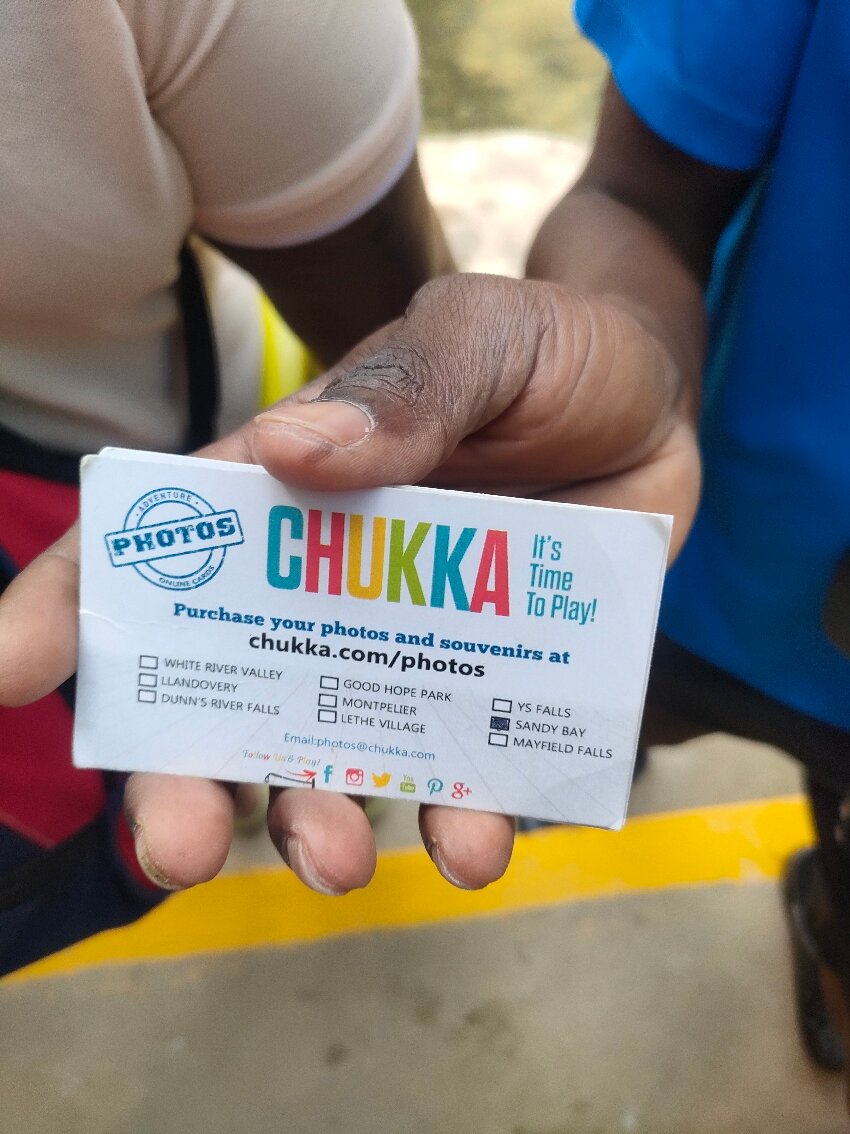 ADVENTURE
PHOTOS
ONLINE CARDS
CHUKKA
It's
Time
To Play!
Purchase your photos and souvenirs at
chukka.com/photos
WHITE RIVER VALLEY
LLANDOVERY
DUNN'S RIVER FALLS
GOOD HOPE PARK
MONTPELIER
LETHE VILLAGE
YS FALLS
SANDY BAY
MAYFIELD FALLS
Email:photos@chukka.com
Follow Us & Play!
f You Tube g+